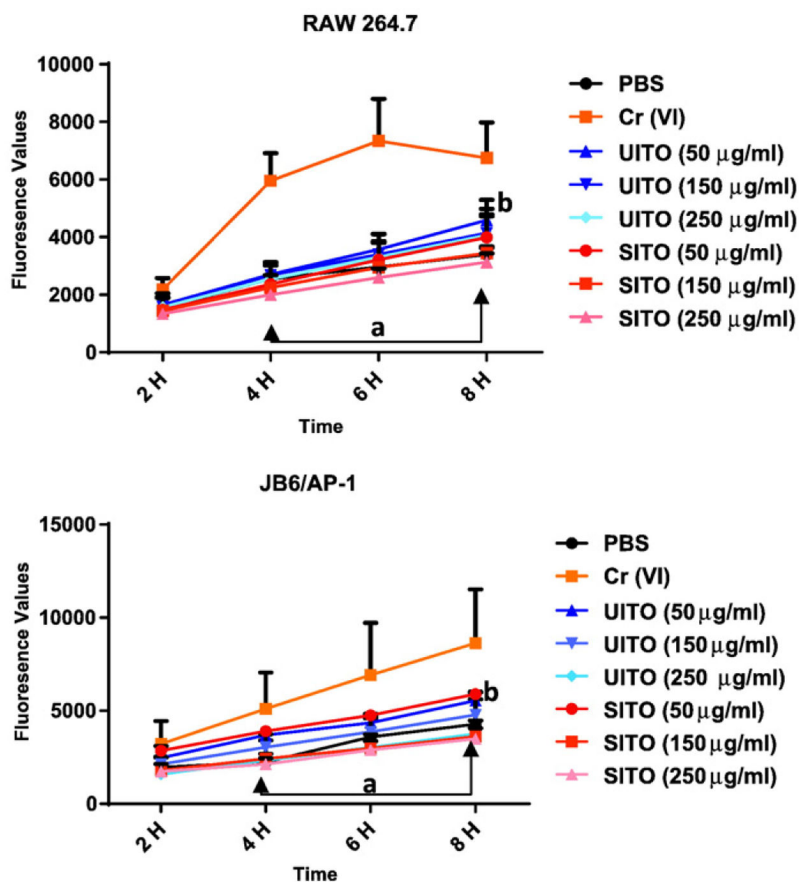 RAW 264.7
10000
8000
6000
4000
2000
0
Fluoresence Values
2 H
4 H
6 H
8 H
Time
a
b
PBS
Cr (VI)
UITO (50 µg/ml)
UITO (150 µg/ml)
UITO (250 µg/ml)
SITO (50 µg/ml)
SITO (150 µg/ml)
SITO (250 µg/ml)
JB6/AP-1
15000
10000
5000
0
Fluoresence Values
2 H
4 H
6 H
8 H
Time
a
b
PBS
Cr (VI)
UITO (50µg/ml)
UITO (150µg/ml)
UITO (250 µg/ml)
SITO (50µg/ml)
SITO (150µg/ml)
SITO (250µg/ml)